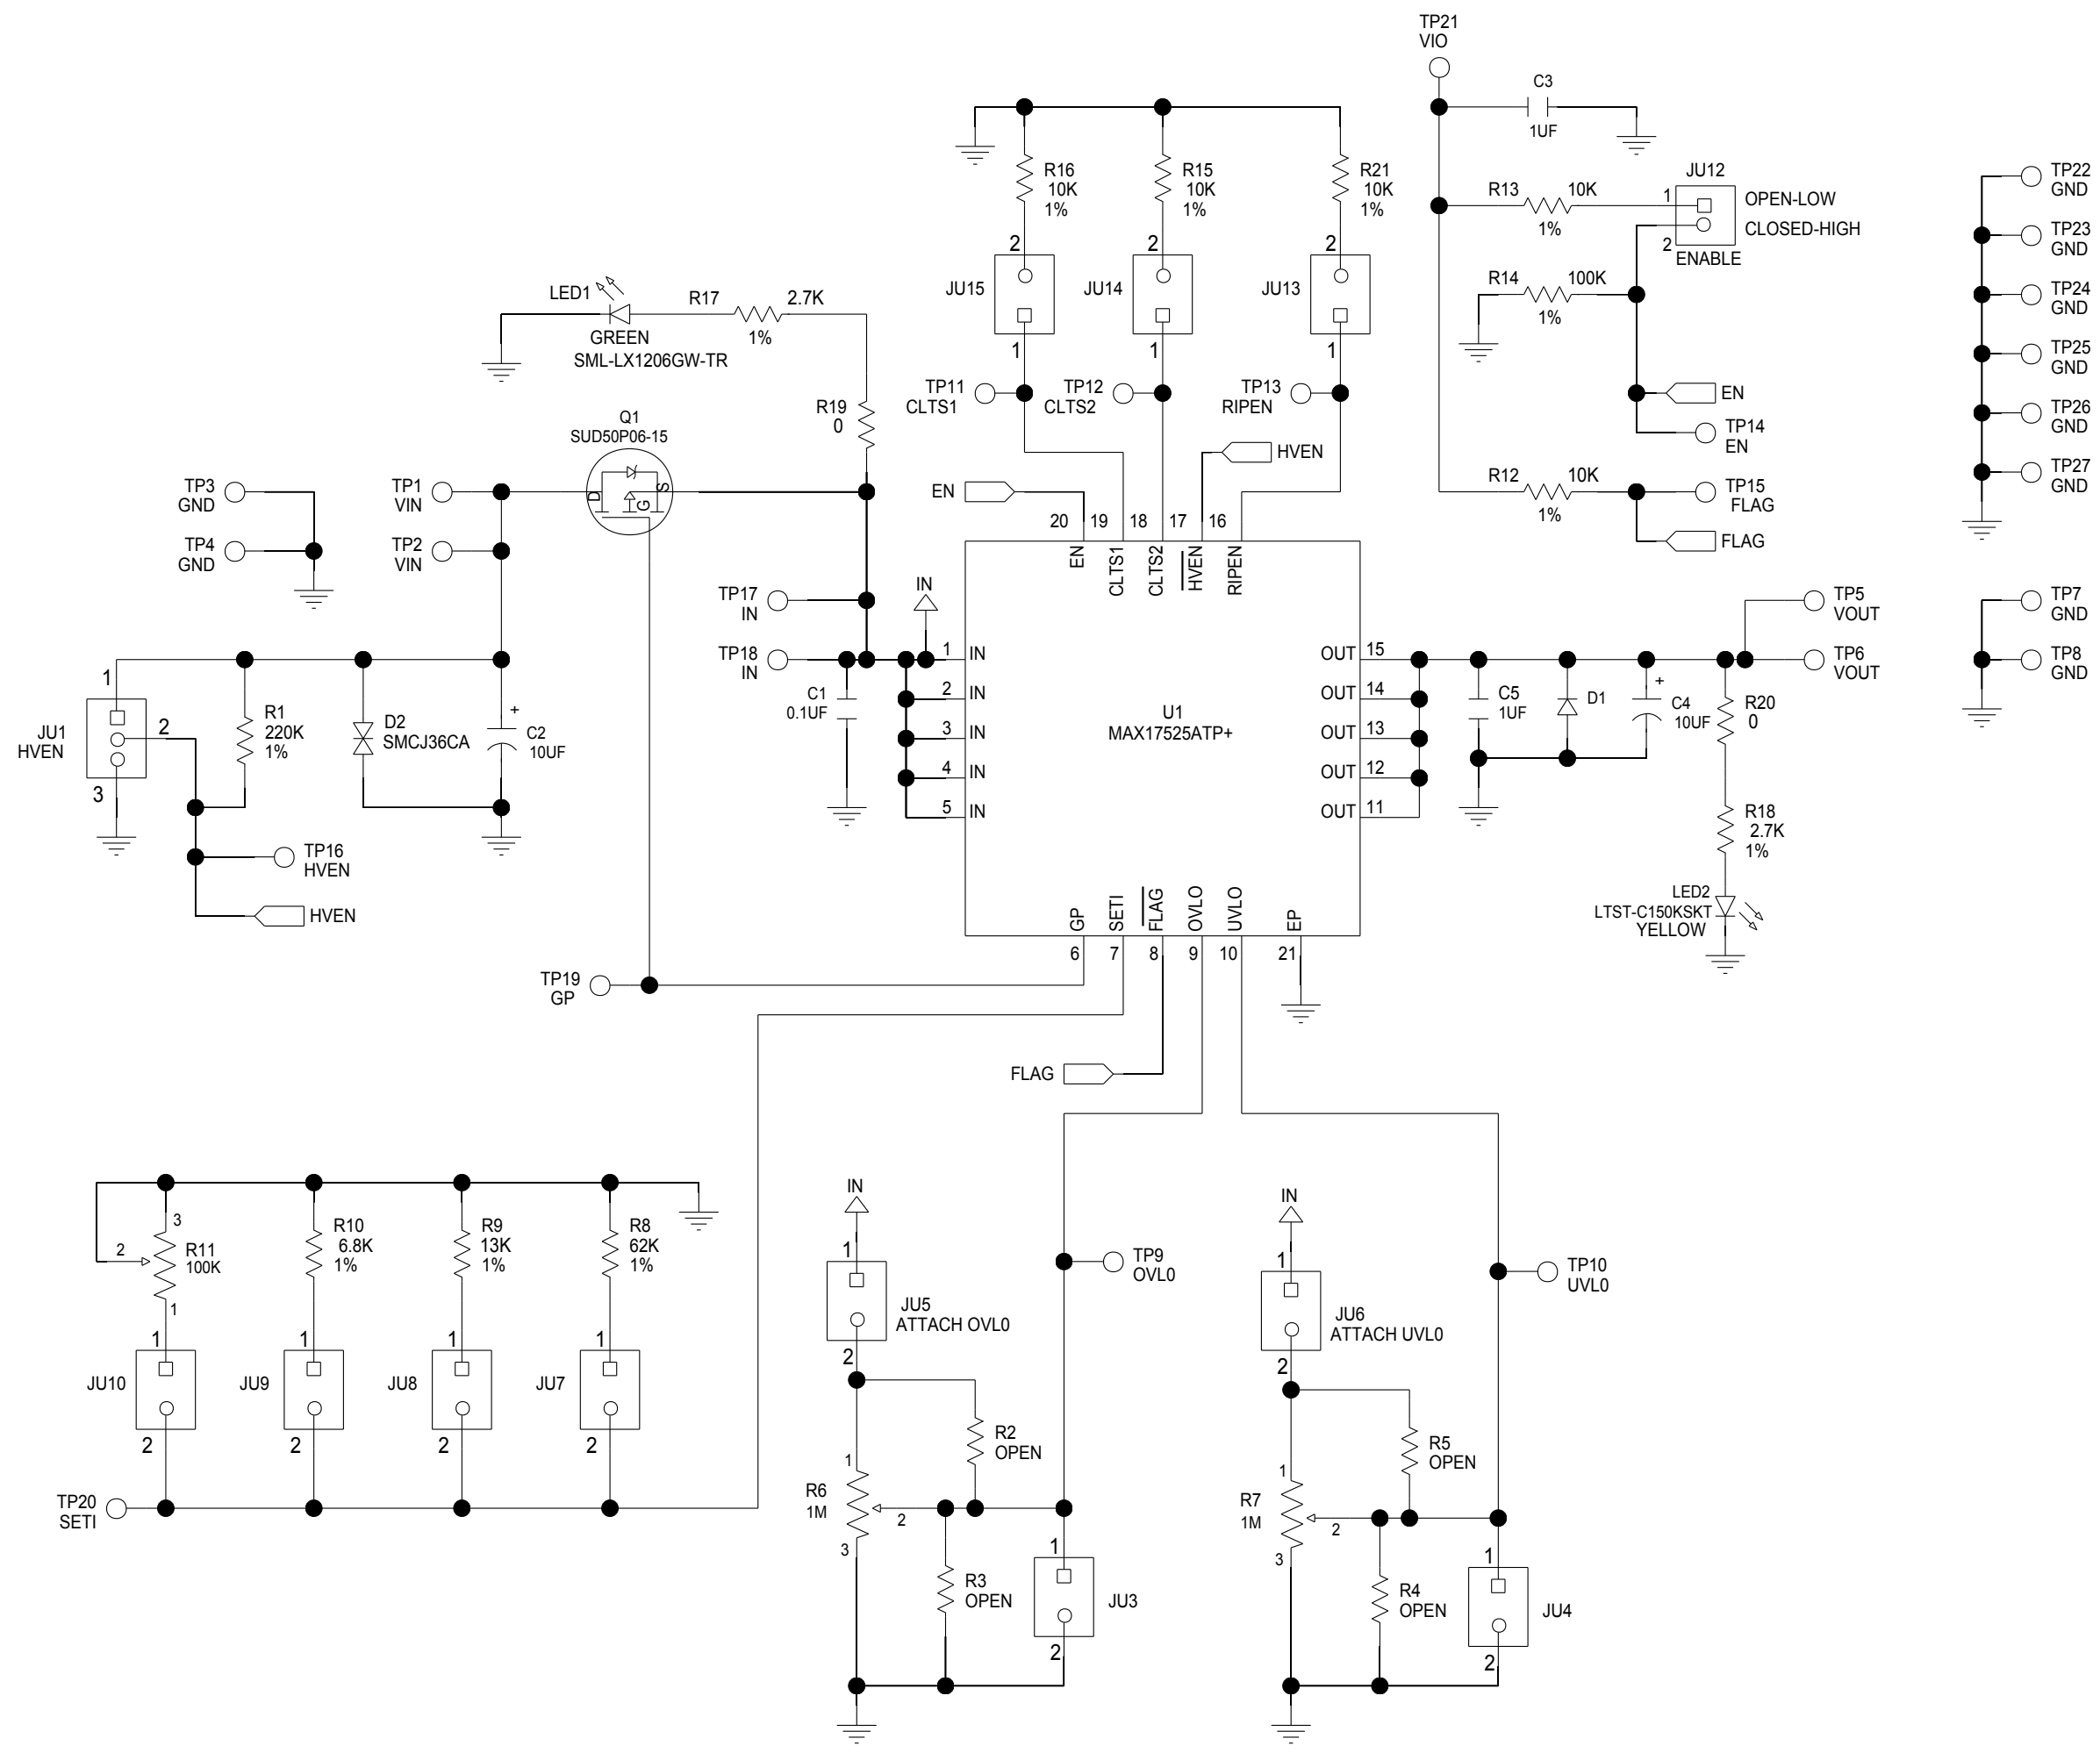 TP21
VIO
C3
1UF
R13
10K
1%
JU12
1
2
OPEN-LOW
CLOSED-HIGH
ENABLE
R14
100K
1%
EN
TP14
EN
R12
10K
1%
TP15
FLAG
FLAG
TP22
GND
TP23
GND
TP24
GND
TP25
GND
TP26
GND
TP27
GND
TP7
GND
TP8
GND
R16
10K
1%
R15
10K
1%
R21
10K
1%
2
JU15
1
2
JU14
1
2
JU13
1
TP11
CLTS1
TP12
CLTS2
TP13
RIPEN
HVEN
EN
LED1
GREEN
SML-LX1206GW-TR
R17
2.7K
1%
R19
0
Q1
SUD50P06-15
D
G
S
TP3
GND
TP4
GND
TP1
VIN
TP2
VIN
TP17
IN
TP18
IN
IN
C1
0.1UF
1
JU1
HVEN
2
3
R1
220K
1%
D2
SMCJ36CA
+
C2
10UF
TP16
HVEN
HVEN
20
19
18
17
16
EN
CLTS1
CLTS2
HVEN
RIPEN
1
IN
2
IN
3
IN
4
IN
5
IN
U1
MAX17525ATP+
OUT
15
OUT
14
OUT
13
OUT
12
OUT
11
GP
SETI
FLAG
OVLO
UVLO
EP
6
7
8
9
10
21
C5
1UF
D1
+
C4
10UF
TP5
VOUT
TP6
VOUT
R20
0
R18
2.7K
1%
LED2
LTST-C150KSKT
YELLOW
TP19
GP
FLAG
3
2
R11
100K
1
R10
6.8K
1%
R9
13K
1%
R8
62K
1%
1
JU10
2
1
JU9
2
1
JU8
2
1
JU7
2
TP20
SETI
IN
1
JU5
ATTACH OVL0
2
R2
OPEN
1
R6
1M
2
3
R3
OPEN
1
JU3
2
TP9
OVL0
IN
1
JU6
ATTACH UVL0
2
R5
OPEN
1
R7
1M
2
3
R4
OPEN
1
JU4
2
TP10
UVL0